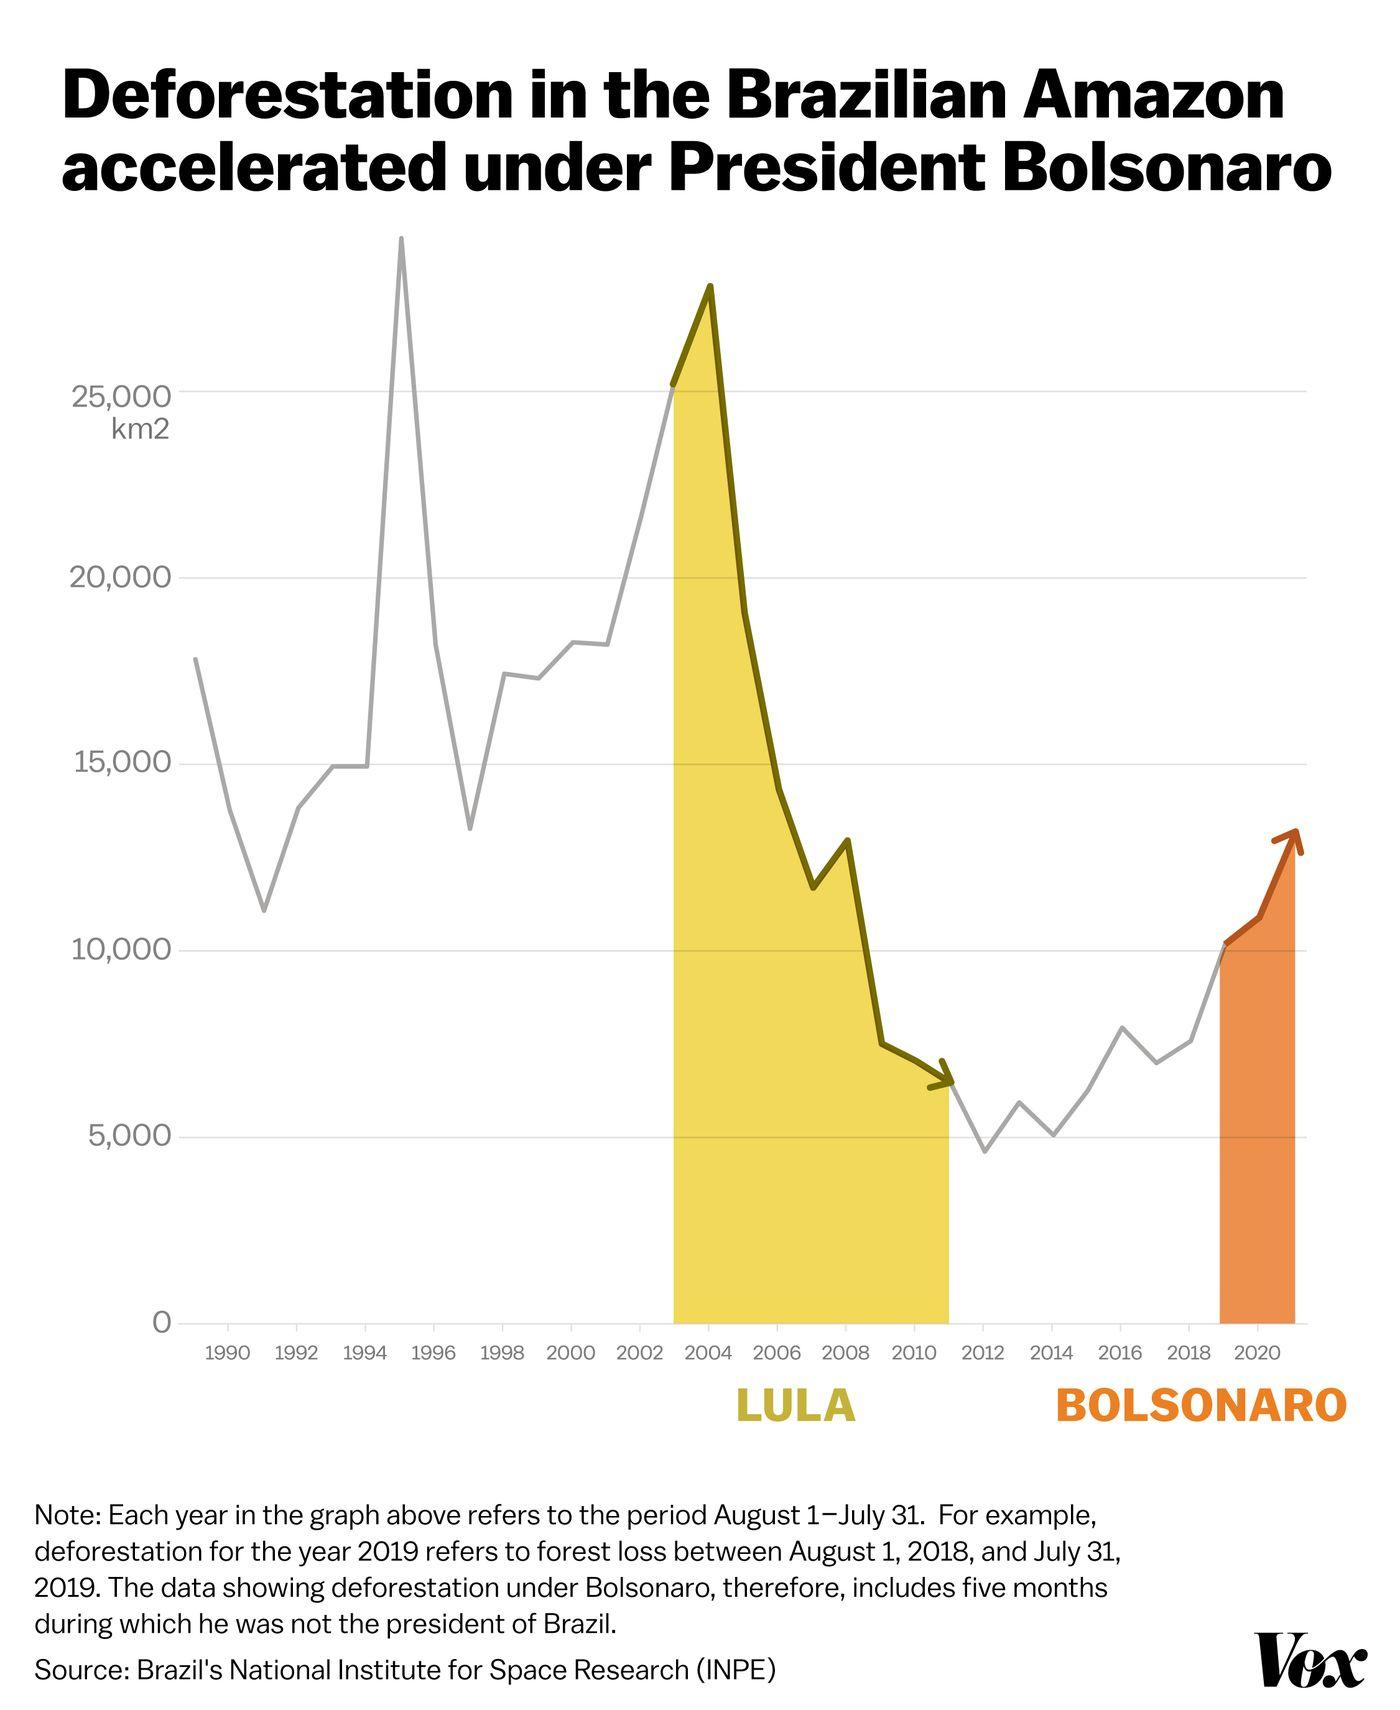 Deforestation in the Brazilian Amazon
accelerated under President Bolsonaro
25,000
km2
20,000
15,000
10,000
5,000
0
1990 1992 1994 1996 1998 2000 2002 2004 2006 2008 2010 2012 2014 2016 2018 2020
LULA BOLSONARO
Note: Each year in the graph above refers to the period August 1–July 31.  For example,
deforestation for the year 2019 refers to forest loss between August 1, 2018, and July 31,
2019. The data showing deforestation under Bolsonaro, therefore, includes five months
during which he was not the president of Brazil.
Source: Brazil's National Institute for Space Research (INPE)
Vox